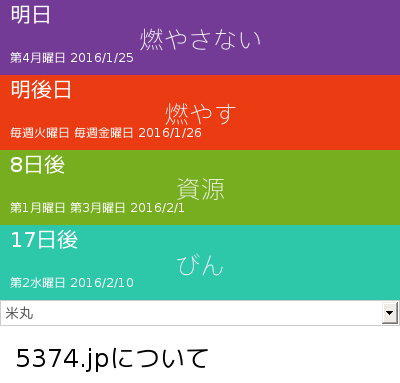 明日
燃やさない
第4月曜日 2016/1/25
明後日
燃やす
毎週火曜日 毎週金曜日 2016/1/26
8日後
資源
第1月曜日 第3月曜日 2016/2/1
17日後
びん
第2水曜日 2016/2/10
米丸
5374.jpについて